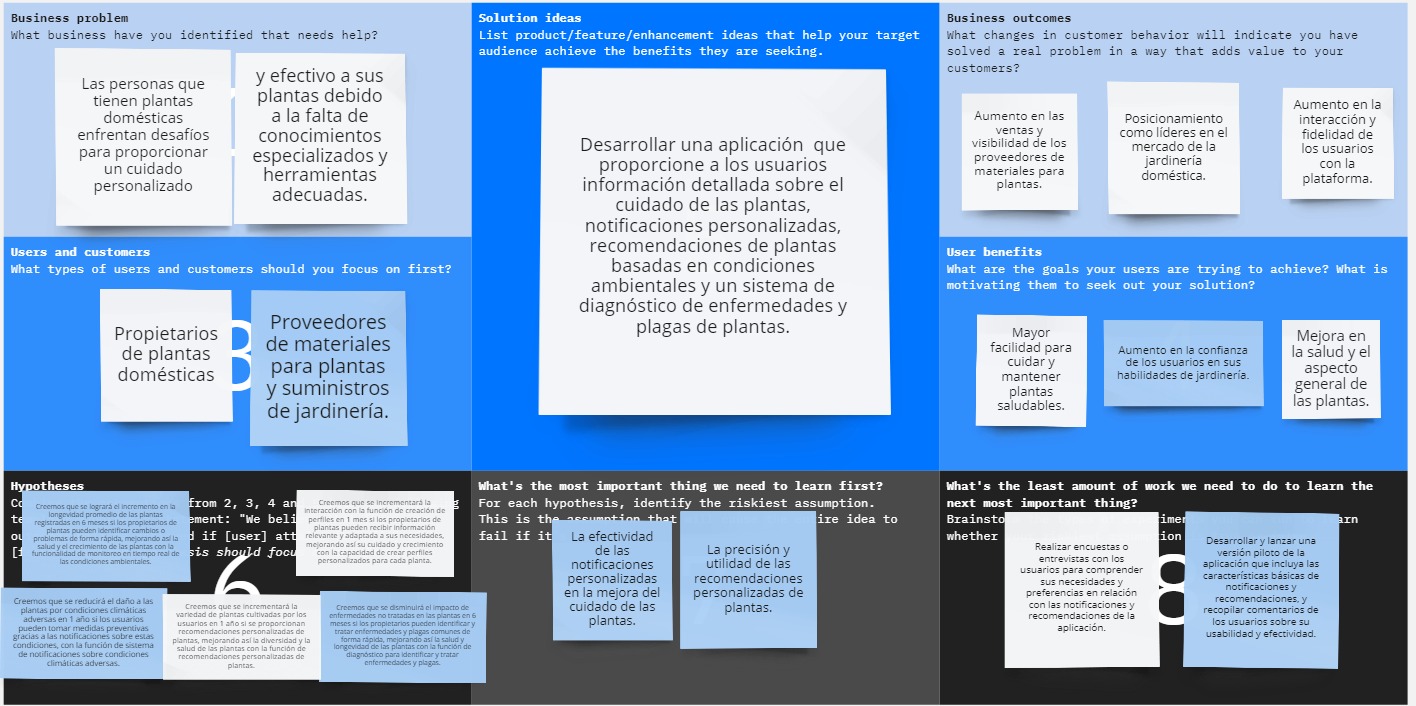 Business problem
What business have you identified that needs help?
Las personas que
tienen plantas
domésticas
enfrentan desafíos
para proporcionar
un cuidado
personalizado
y efectivo a sus
plantas debido
a la falta de
conocimientos
especializados y
herramientas
adecuadas.
Solution ideas
List product/feature/enhancement ideas that help your target
audience achieve the benefits they are seeking.
Desarrollar una aplicación que
proporcione a los usuarios
información detallada sobre el
cuidado de las plantas,
notificaciones personalizadas,
recomendaciones de plantas
basadas en condiciones
ambientales y un sistema de
diagnóstico de enfermedades y
plagas de plantas.
Business outcomes
What changes in customer behavior will indicate you have
solved a real problem in a way that adds value to your
customers?
Aumento en las
ventas y
visibilidad de los
proveedores de
materiales para
plantas.
Posicionamiento
como líderes en el
mercado de la
jardinería
doméstica.
Aumento en la
interacción y
fidelidad de
los usuarios
con la
plataforma.
Users and customers
What types of users and customers should you focus on first?
Propietarios
de plantas
domésticas
3
Proveedores
de materiales
para plantas
y suministros
de jardinería.
User benefits
What are the goals your users are trying to achieve? What is
motivating them to seek out your solution?
Mayor
facilidad para
cuidar y
mantener
plantas
saludables.
Aumento en la confianza
de los usuarios en sus
habilidades de jardinería.
Mejora en
la salud y el
aspecto
general de
las plantas.
Hypotheses
from 2, 3, 4
Creemos que se logrará el incremento en la
longevidad promedio de las plantas
registradas en 6 meses si los propietarios de
plantas pueden identificar cambios o
problemas de forma rápida, mejorando así la
salud y el crecimiento de las plantas con la
funcionalidad de monitoreo en tiempo real de
las condiciones ambientales.
Creemos que se incrementará la
interacción con la función de creación de
perfiles en 1 mes si los propietarios de
plantas pueden recibir información
relevante y adaptada a sus necesidades,
mejorando así su cuidado y crecimiento
con la capacidad de crear perfiles
personalizados para cada planta.
6
Creemos que se reducirá el daño a las
plantas por condiciones climáticas
adversas en 1 año si los usuarios
pueden tomar medidas preventivas
gracias a las notificaciones sobre estas
condiciones, con la función de sistema
de notificaciones sobre condiciones
climáticas adversas.
Creemos que se incrementará la
variedad de plantas cultivadas por los
usuarios en 1 año si se proporcionan
recomendaciones personalizadas de
plantas, mejorando así la diversidad y la
salud de las plantas con la función de
recomendaciones personalizadas de
plantas.
Creemos que se disminuirá el impacto de
enfermedades no tratadas en las plantas en 6
meses si los propietarios pueden identificar y
tratar enfermedades y plagas comunes de
forma rápida, mejorando así la salud y
longevidad de las plantas con la función de
diagnóstico para identificar y tratar
enfermedades y plagas.
What's the most important thing we need to learn first?
For each hypothesis, identify the riskiest assumption.
This is the assumption that idea to
fail if it
La efectividad
de las
notificaciones
personalizadas
en la mejora del
cuidado de las
plantas.
La precisión y
utilidad de las
recomendaciones
personalizadas de
plantas.
What's the least amount of work we need to do to learn the
next most important thing?
whether
Realizar encuestas o
entrevistas con los
usuarios para comprender
sus necesidades y
preferencias en relación
con las notificaciones y
recomendaciones de la
aplicación.
8
Desarrollar y lanzar una
versión piloto de la
aplicación que incluya las
características básicas de
notificaciones y
recomendaciones, y
recopilar comentarios de
los usuarios sobre su
usabilidad y efectividad.